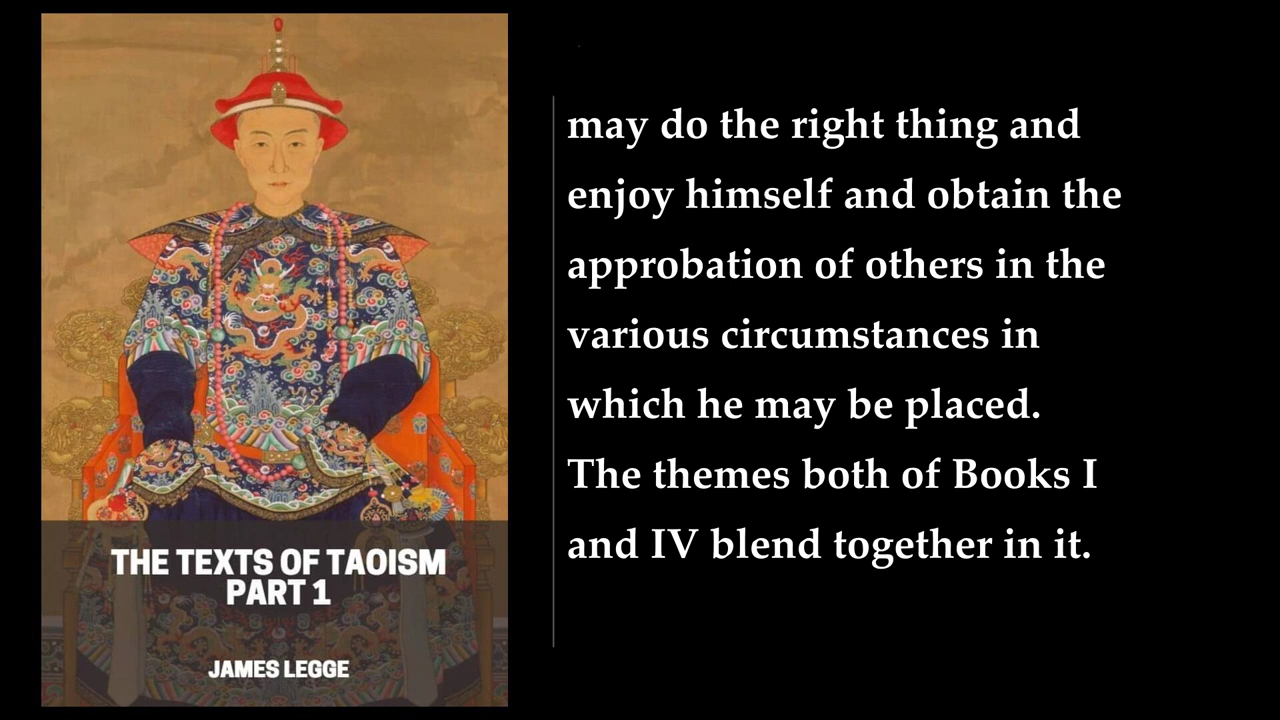 THE TEXTS OF TAOISM
PART 1
JAMES LEGGE
may do the right thing and
enjoy himself and obtain the
approbation of others in the
various circumstances in
which he may be placed.
The themes both of Books I
and IV blend together in it.